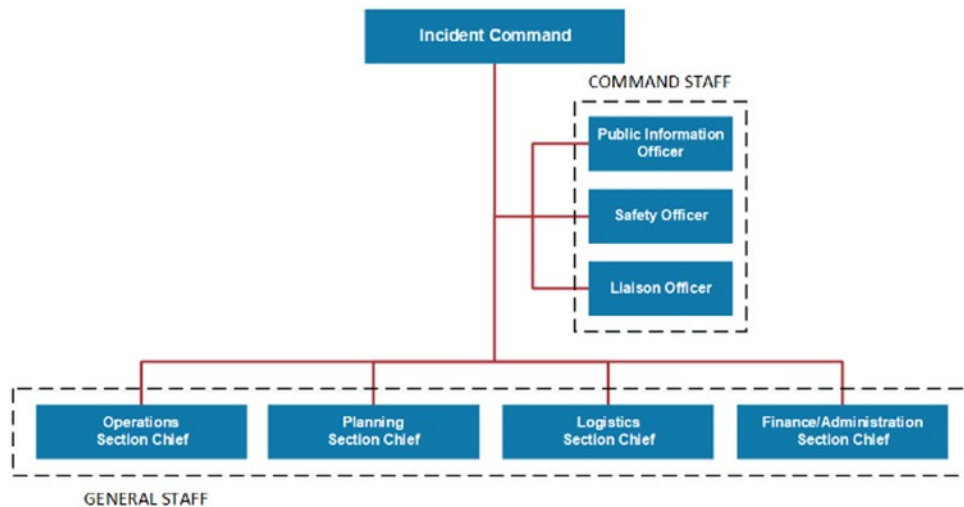 Incident Command
COMMAND STAFF
Public Information
Officer
Safety Officer
Liaison Officer
Operations
Section Chief
Planning
Section Chief
Logistics
Section Chief
Finance/Administration
Section Chief
GENERAL STAFF